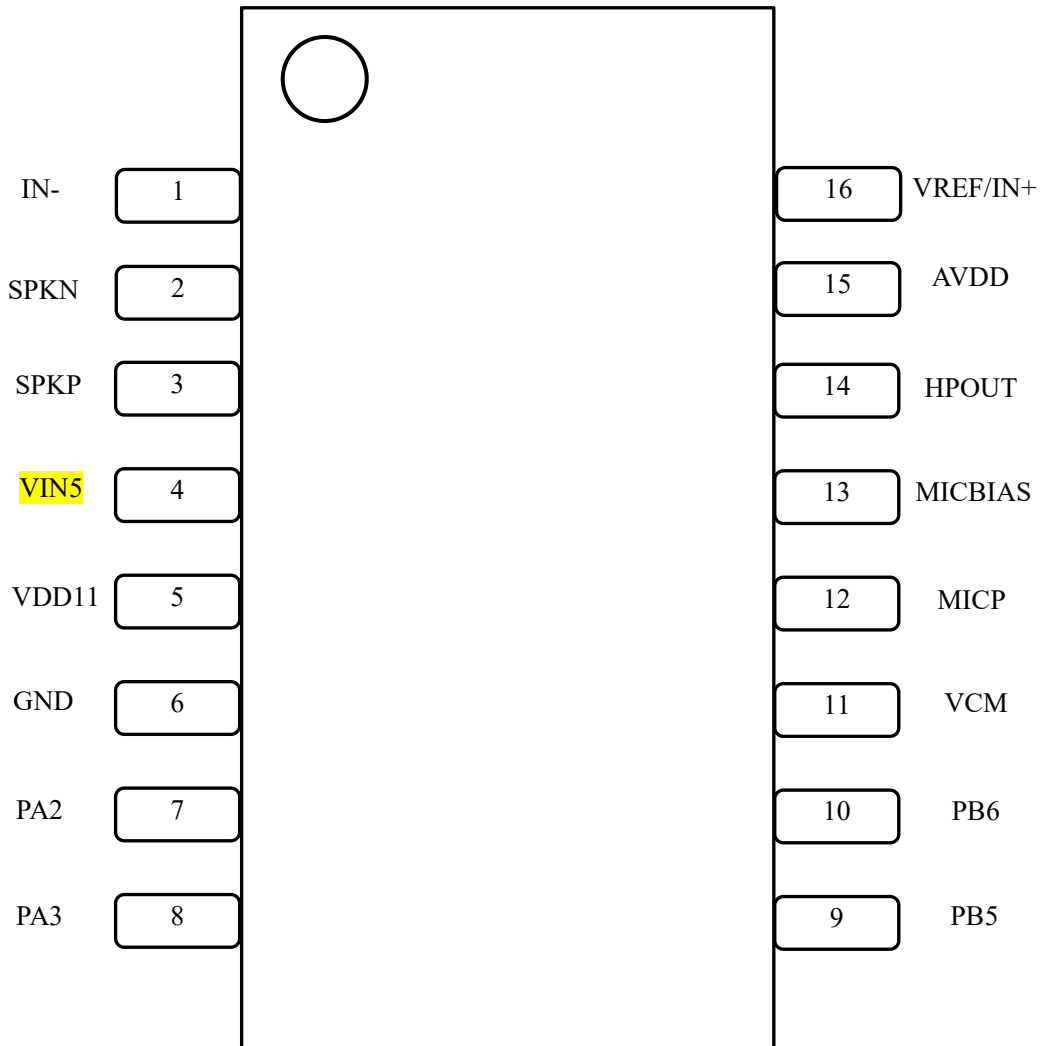 IN- 1 16 VREF/IN+
SPKN 2 15 AVDD
SPKP 3 14 HPOUT
VIN5 4 13 MICBIAS
VDD11 5 12 MICP
GND 6 11 VCM
PA2 7 10 PB6
PA3 8 9 PB5